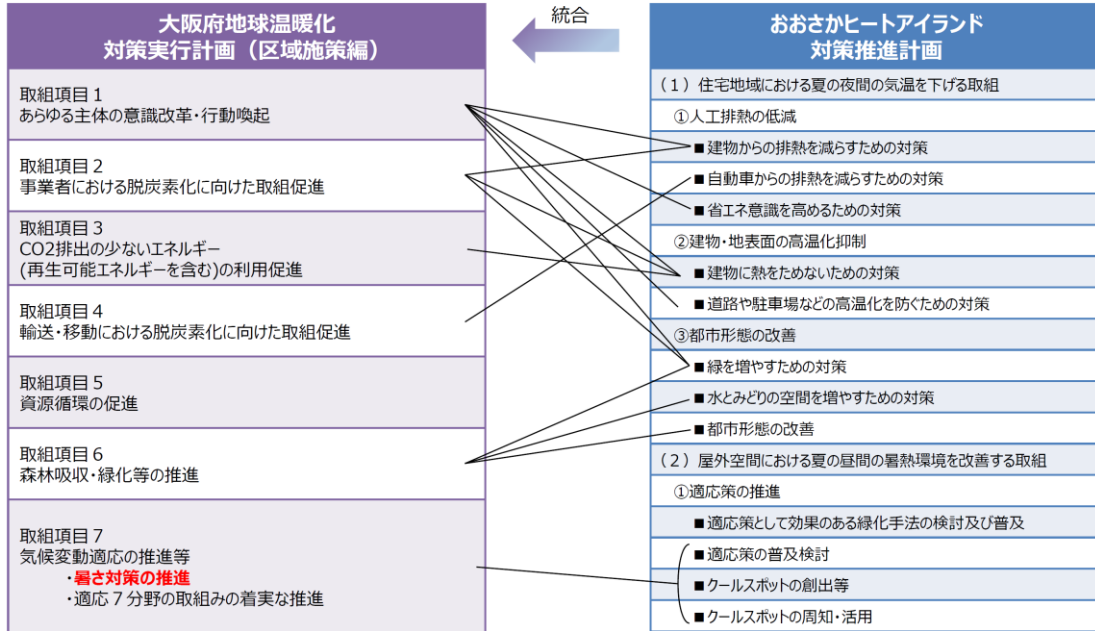 大阪府地球温暖化
対策実行計画（区域施策編）
取組項目１
あらゆる主体の意識改革・行動喚起
取組項目２
事業者における脱炭素化に向けた取組促進
取組項目３
CO2排出の少ないエネルギー
(再生可能エネルギーを含む)の利用促進
取組項目４
輸送・移動における脱炭素化に向けた取組促進
取組項目５
資源循環の促進
取組項目６
森林吸収・緑化等の推進
取組項目７
気候変動適応の推進等
・暑さ対策の推進
・適応７分野の取組みの着実な推進
統合
おおさかヒートアイランド
対策推進計画
（１）住宅地域における夏の夜間の気温を下げる取組
①人工排熱の低減
■建物からの排熱を減らすための対策
■自動車からの排熱を減らすための対策
■省エネ意識を高めるための対策
②建物・地表面の高温化抑制
■建物に熱をためないための対策
■道路や駐車場などの高温化を防ぐための対策
③都市形態の改善
■緑を増やすための対策
■水とみどりの空間を増やすための対策
■都市形態の改善
（２）屋外空間における夏の昼間の暑熱環境を改善する取組
①適応策の推進
■適応策として効果のある緑化手法の検討及び普及
■適応策の普及検討
■クールスポットの創出等
■クールスポットの周知・活用